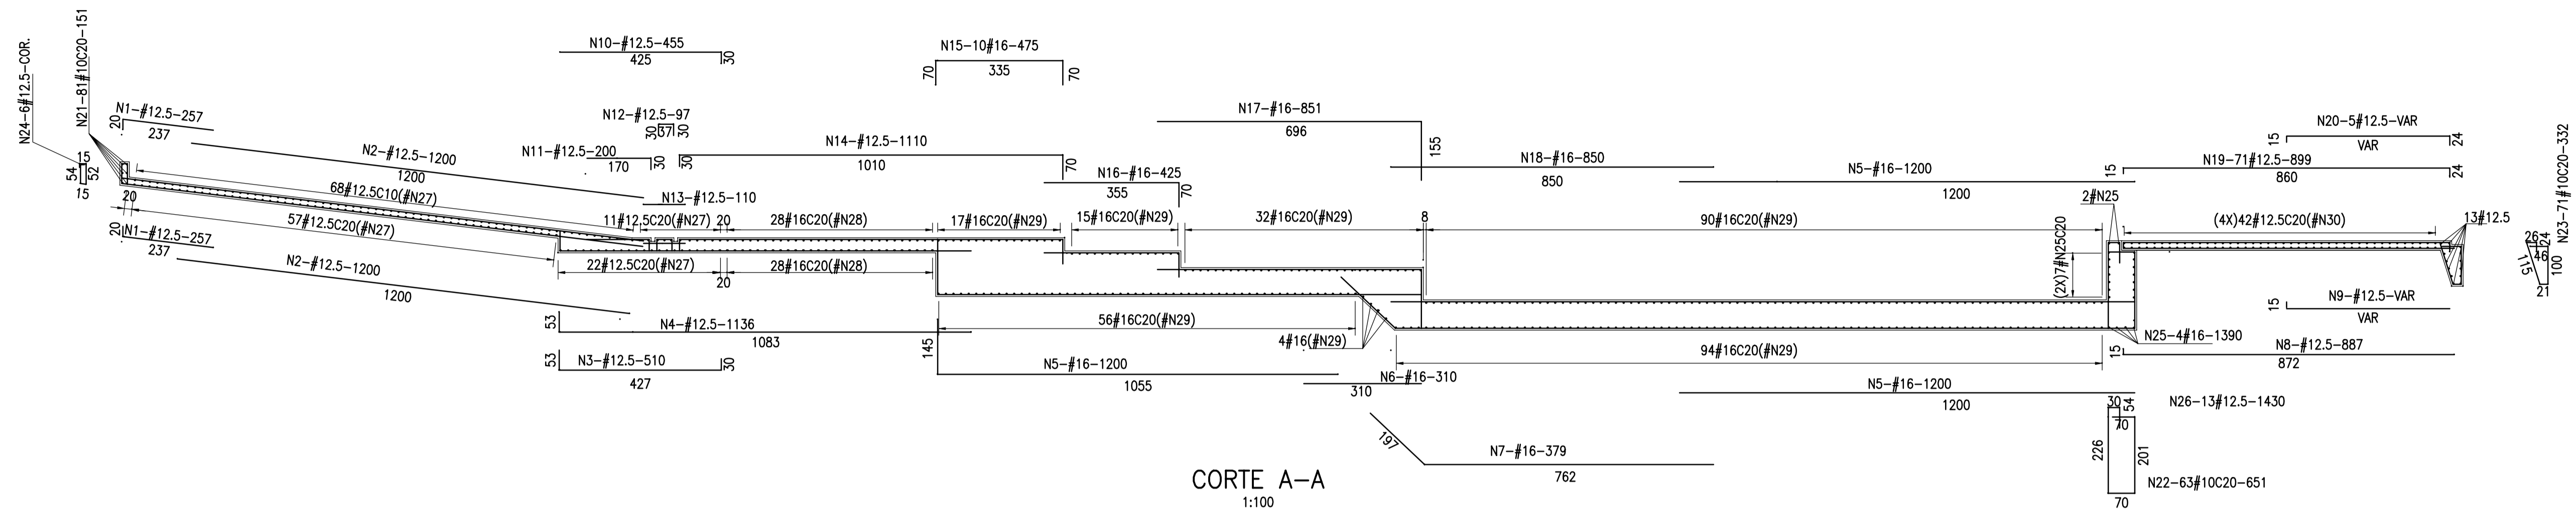 N24-6#12.5-COR.
N21-81#10C20-151
15
54
52
15
N1-#12.5-257
20
237
N2-#12.5-1200
1200
68#12.5C10(#N27)
20
57#12.5C20(#N27)
20
N1-#12.5-257
237
N2-#12.5-1200
1200
N10-#12.5-455
425
30
N12-#12.5-97
30
37
30
N11-#12.5-200
170
30
30
N14-#12.5-1110
1010
70
N13-#12.5-110
11#12.5C20(#N27)
20
28#16C20(#N28)
22#12.5C20(#N27)
20
28#16C20(#N28)
53
N4-#12.5-1136
1083
53
N3-#12.5-510
427
30
N15-10#16-475
70
335
70
N17-#16-851
696
155
N16-#16-425
355
70
17#16C20(#N29)
15#16C20(#N29)
32#16C20(#N29)
8
90#16C20(#N29)
56#16C20(#N29)
4#16(#N29)
94#16C20(#N29)
145
N5-#16-1200
1055
N6-#16-310
310
197
N7-#16-379
762
N18-#16-850
850
N5-#16-1200
1200
2#N25
(2X)7#N25C20
N5-#16-1200
1200
N20-5#12.5-VAR
15
VAR
24
N19-71#12.5-899
15
860
24
(4X)42#12.5C20(#N30)
13#12.5
N23-71#10C20-332
26
24
46
115
100
21
N9-#12.5-VAR
15
VAR
N25-4#16-1390
15
N8-#12.5-887
872
N26-13#12.5-1430
30
54
70
226
201
70
N22-63#10C20-651
CORTE A-A
1:100